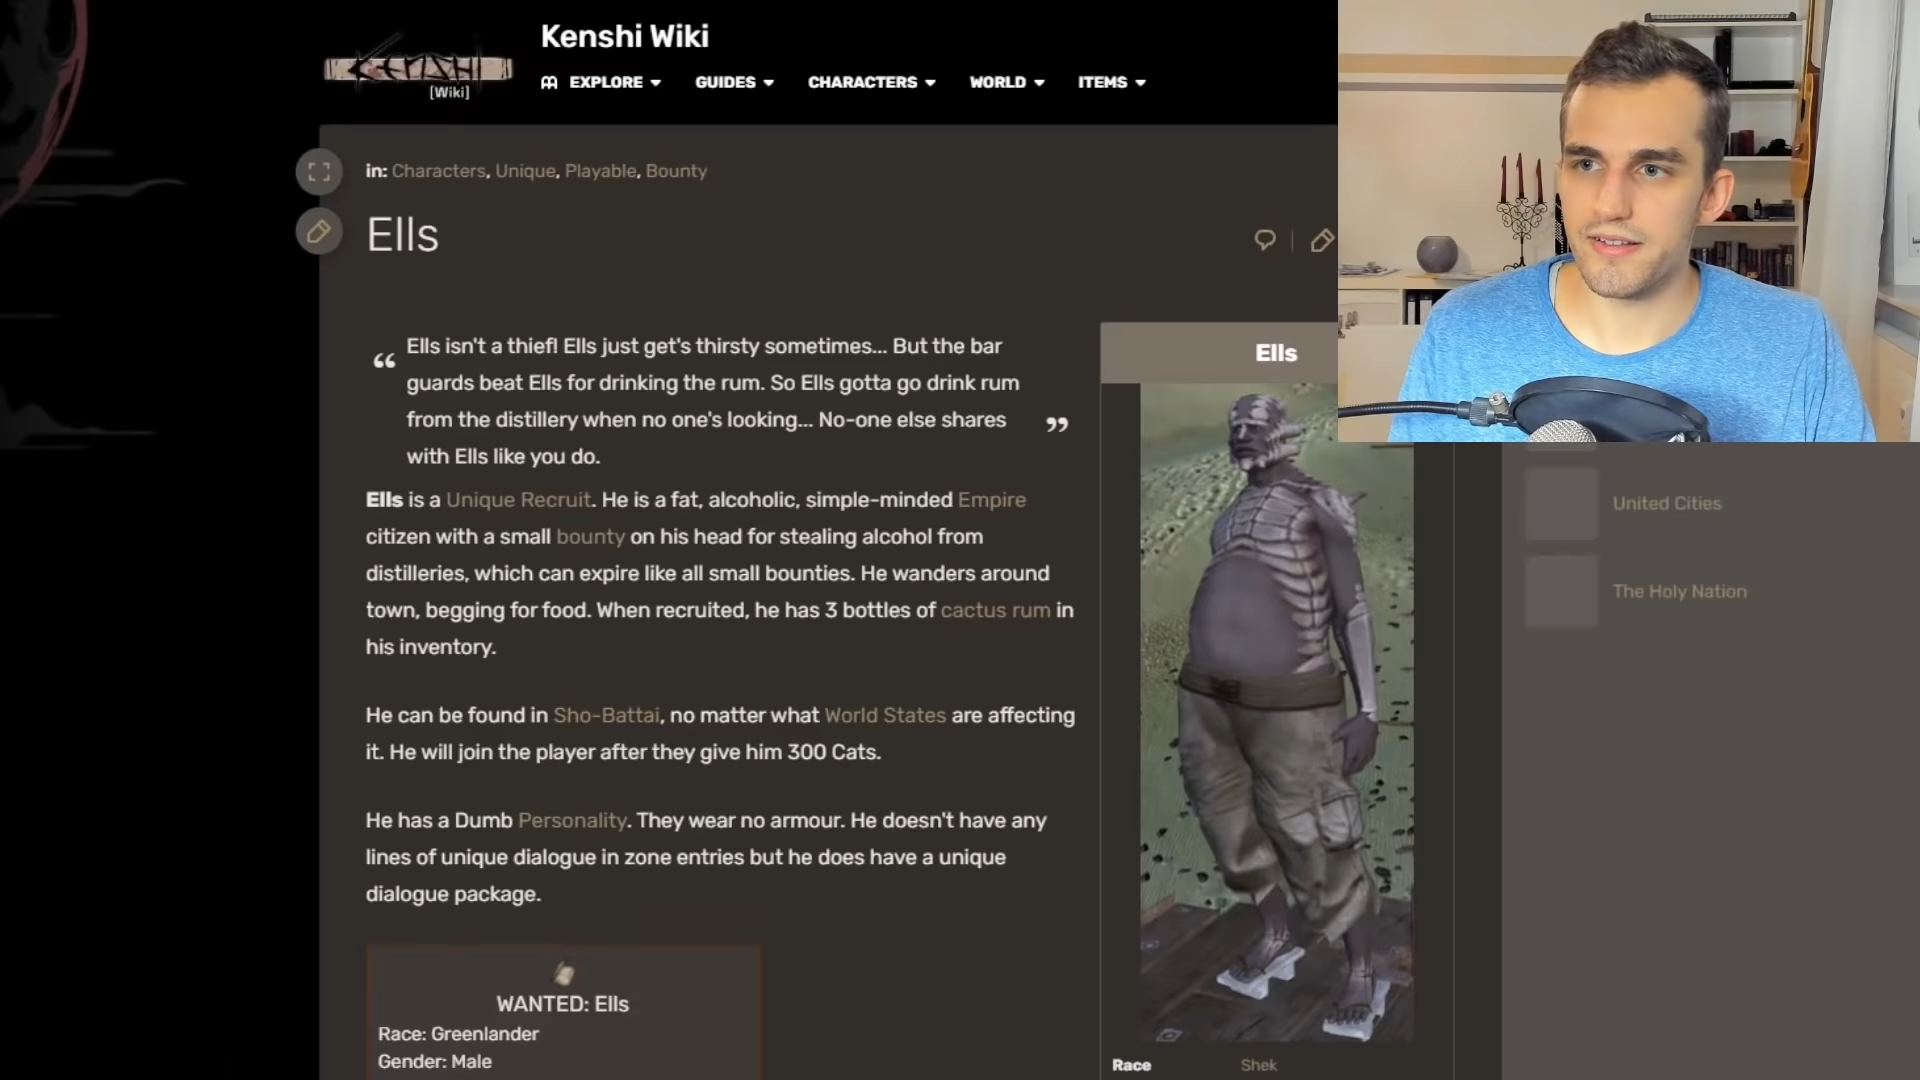 KENSHI
[Wiki]
Kenshi Wiki
EXPLORE
GUIDES
CHARACTERS
WORLD
ITEMS
in: Characters, Unique, Playable, Bounty
Ells
Ells isn't a thief! Ells just get's thirsty sometimes... But the bar
guards beat Ells for drinking the rum. So Ells gotta go drink rum
from the distillery when no one's looking... No-one else shares
with Ells like you do.
Ells is a Unique Recruit. He is a fat, alcoholic, simple-minded Empire
citizen with a small bounty on his head for stealing alcohol from
distilleries, which can expire like all small bounties. He wanders around
town, begging for food. When recruited, he has 3 bottles of cactus rum in
his inventory.
He can be found in Sho-Battai, no matter what World States are affecting
it. He will join the player after they give him 300 Cats.
He has a Dumb Personality. They wear no armour. He doesn't have any
lines of unique dialogue in zone entries but he does have a unique
dialogue package.
WANTED: Ells
Race: Greenlander
Gender: Male
Ells
Race Shek
United Cities
The Holy Nation